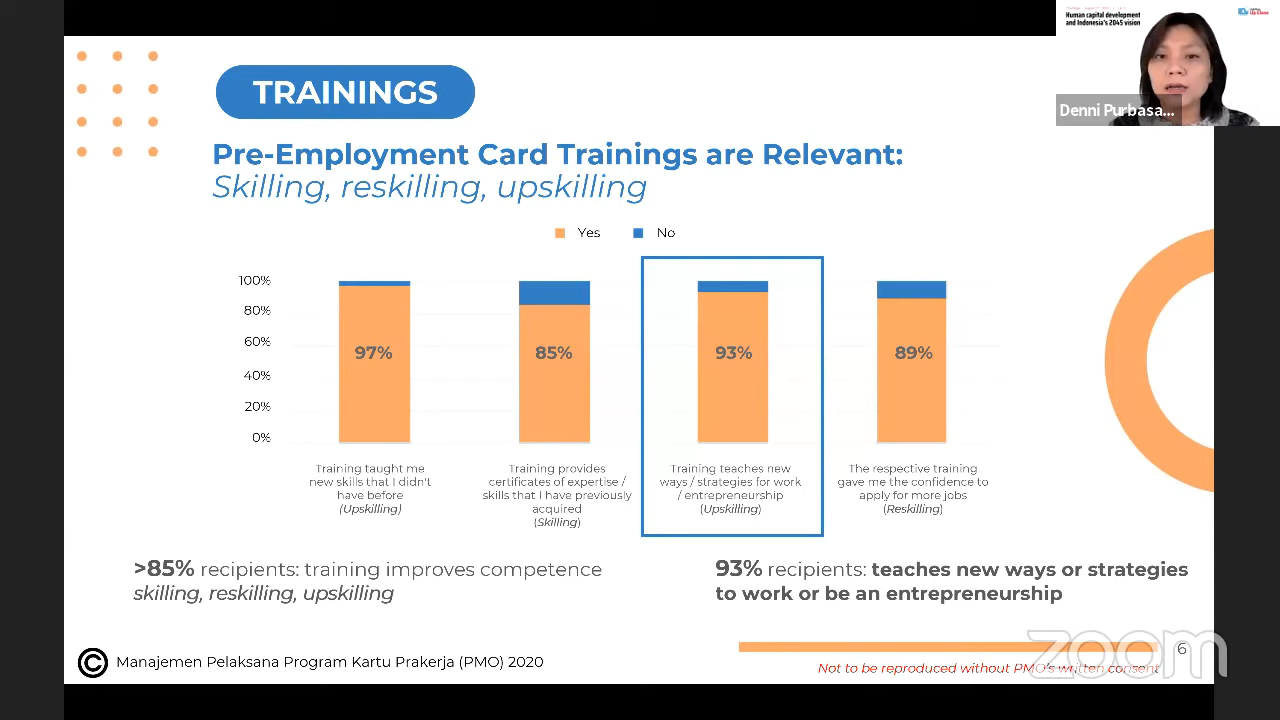 Human capital development
and Indonesia's 2045 vision
Denni Purbasa...
TRAININGS
Pre-Employment Card Trainings are Relevant:
Skilling, reskilling, upskilling
Yes No
100%
80%
60%
40%
20%
0%
97%
85%
93%
89%
Training taught me
new skills that I didn't
have before
(Upskilling)
Training provides
certificates of expertise /
skills that I have previously
acquired
(Skilling)
Training teaches new
ways / strategies for work
/ entrepreneurship
(Upskilling)
The respective training
gave me the confidence to
apply for more jobs
(Reskilling)
>85% recipients: training improves competence
skilling, reskilling, upskilling
93% recipients: teaches new ways or strategies
to work or be an entrepreneurship
© Manajemen Pelaksana Program Kartu Prakerja (PMO) 2020
6
Not to be reproduced without PMO's written consent
zoom